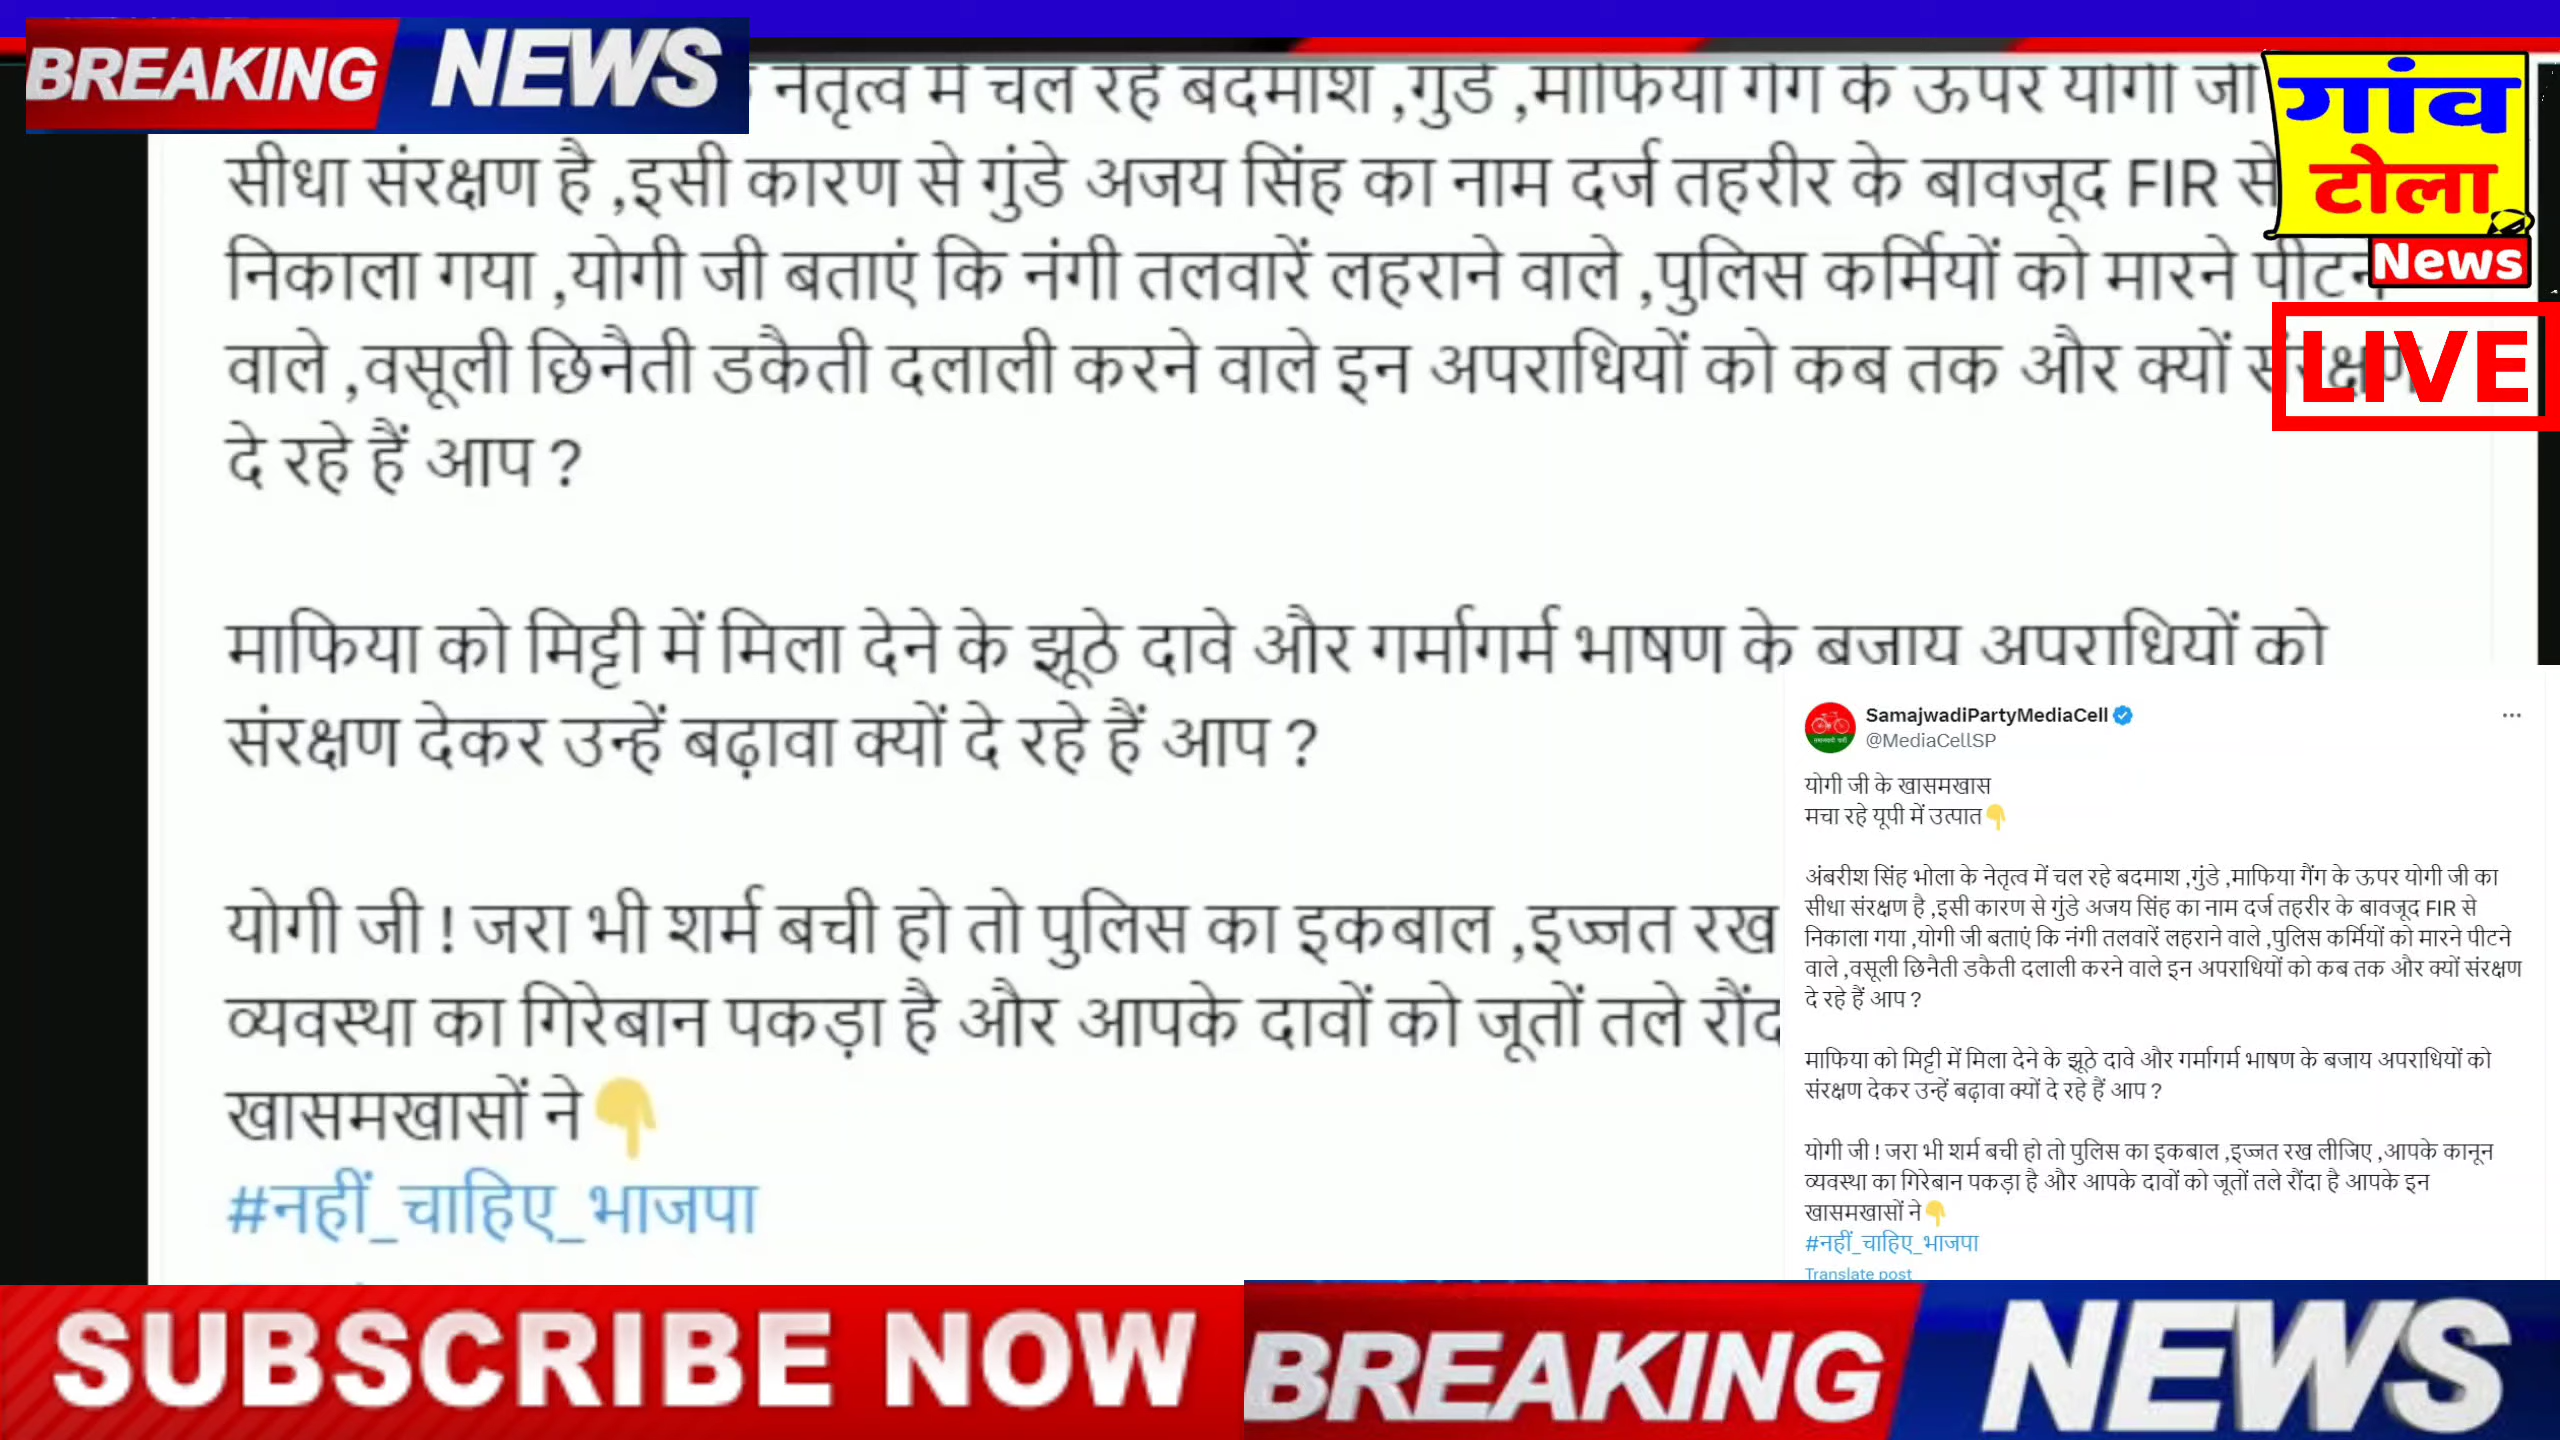 BREAKING NEWS
नेतृत्व में चल रहे बदमाश ,गुंडे ,माफिया गैंग के ऊपर योगी जी
सीधा संरक्षण है ,इसी कारण से गुंडे अजय सिंह का नाम दर्ज तहरीर के बावजूद FIR से
निकाला गया ,योगी जी बताएं कि नंगी तलवारें लहराने वाले ,पुलिस कर्मियों को मारने पीटने
वाले ,वसूली छिनैती डकैती दलाली करने वाले इन अपराधियों को कब तक और क्यों संरक्षण
दे रहे हैं आप ?
माफिया को मिट्टी में मिला देने के झूठे दावे और गर्मागर्म भाषण के बजाय अपराधियों को
संरक्षण देकर उन्हें बढ़ावा क्यों दे रहे हैं आप ?
योगी जी ! जरा भी शर्म बची हो तो पुलिस का इकबाल ,इज्जत रख
व्यवस्था का गिरेबान पकड़ा है और आपके दावों को जूतों तले
खासमखासों ने👇
#नहीं_चाहिए_भाजपा
गांव
टोला
News
LIVE
SamajwadiPartyMediaCell
@MediaCellSP
योगी जी के खासमखास
मचा रहे यूपी में उत्पात👇
अंबरीश सिंह भोला के नेतृत्व में चल रहे बदमाश ,गुंडे ,माफिया गैंग के ऊपर योगी जी का
सीधा संरक्षण है ,इसी कारण से गुंडे अजय सिंह का नाम दर्ज तहरीर के बावजूद FIR से
निकाला गया ,योगी जी बताएं कि नंगी तलवारें लहराने वाले ,पुलिस कर्मियों को मारने पीटने
वाले ,वसूली छिनैती डकैती दलाली करने वाले इन अपराधियों को कब तक और क्यों संरक्षण
दे रहे हैं आप ?
माफिया को मिट्टी में मिला देने के झूठे दावे और गर्मागर्म भाषण के बजाय अपराधियों को
संरक्षण देकर उन्हें बढ़ावा क्यों दे रहे हैं आप ?
योगी जी ! जरा भी शर्म बची हो तो पुलिस का इकबाल ,इज्जत रख लीजिए ,आपके कानून
व्यवस्था का गिरेबान पकड़ा है और आपके दावों को जूतों तले रौंदा है आपके इन
खासमखासों ने👇
#नहीं_चाहिए_भाजपा
Translate post
SUBSCRIBE NOW
BREAKING NEWS